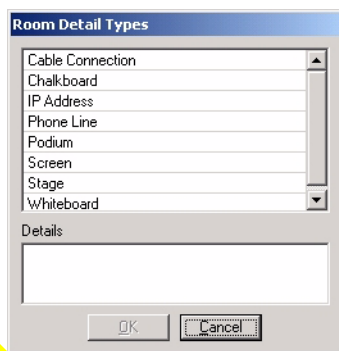 Room Detail Types
Cable Connection
Chalkboard
IP Address
Phone Line
Podium
Screen
Stage
Whiteboard
Details
OK
Cancel